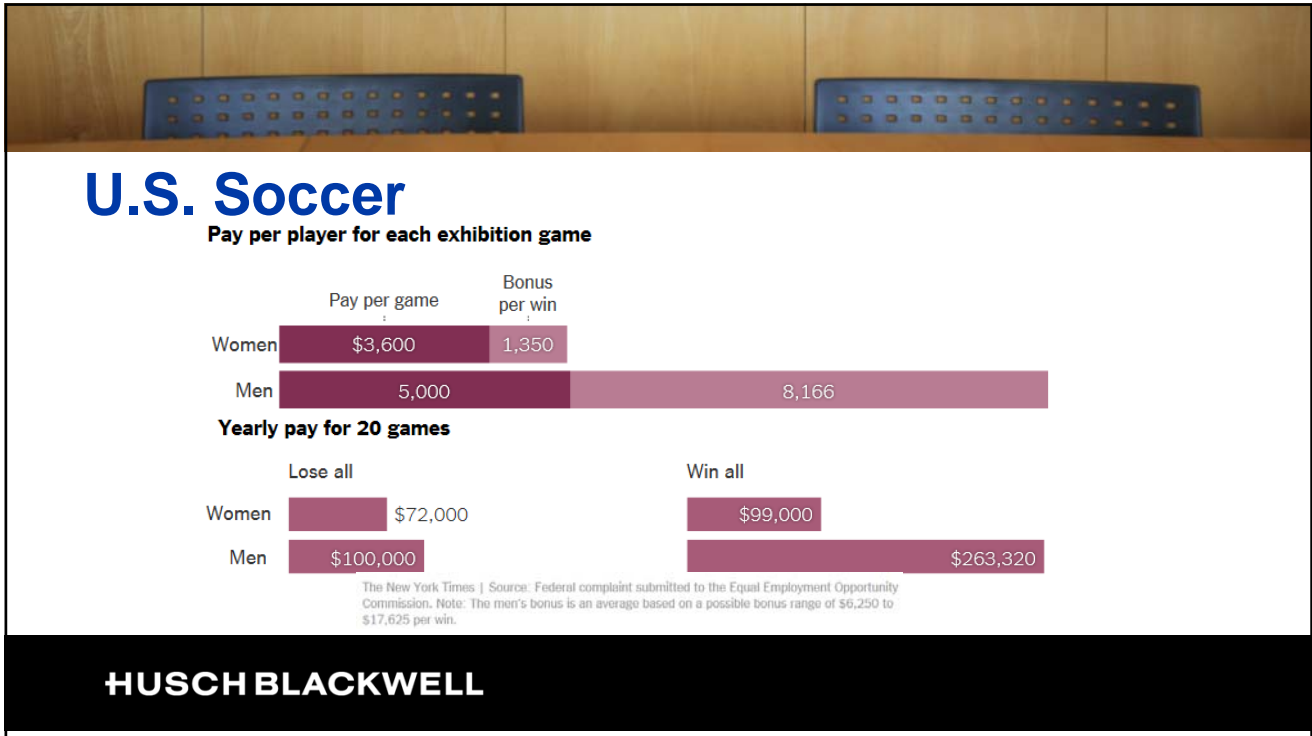 U.S. Soccer
Pay per player for each exhibition game
Pay per game
Bonus
per win
Women $3,600 1,350
Men 5,000 8,166
Yearly pay for 20 games
Lose all Win all
Women $72,000 $99,000
Men $100,000 $263,320
The New York Times | Source: Federal complaint submitted to the Equal Employment Opportunity
Commission. Note: The men's bonus is an average based on a possible bonus range of $6,250 to
$17,625 per win.
HUSCH BLACKWELL